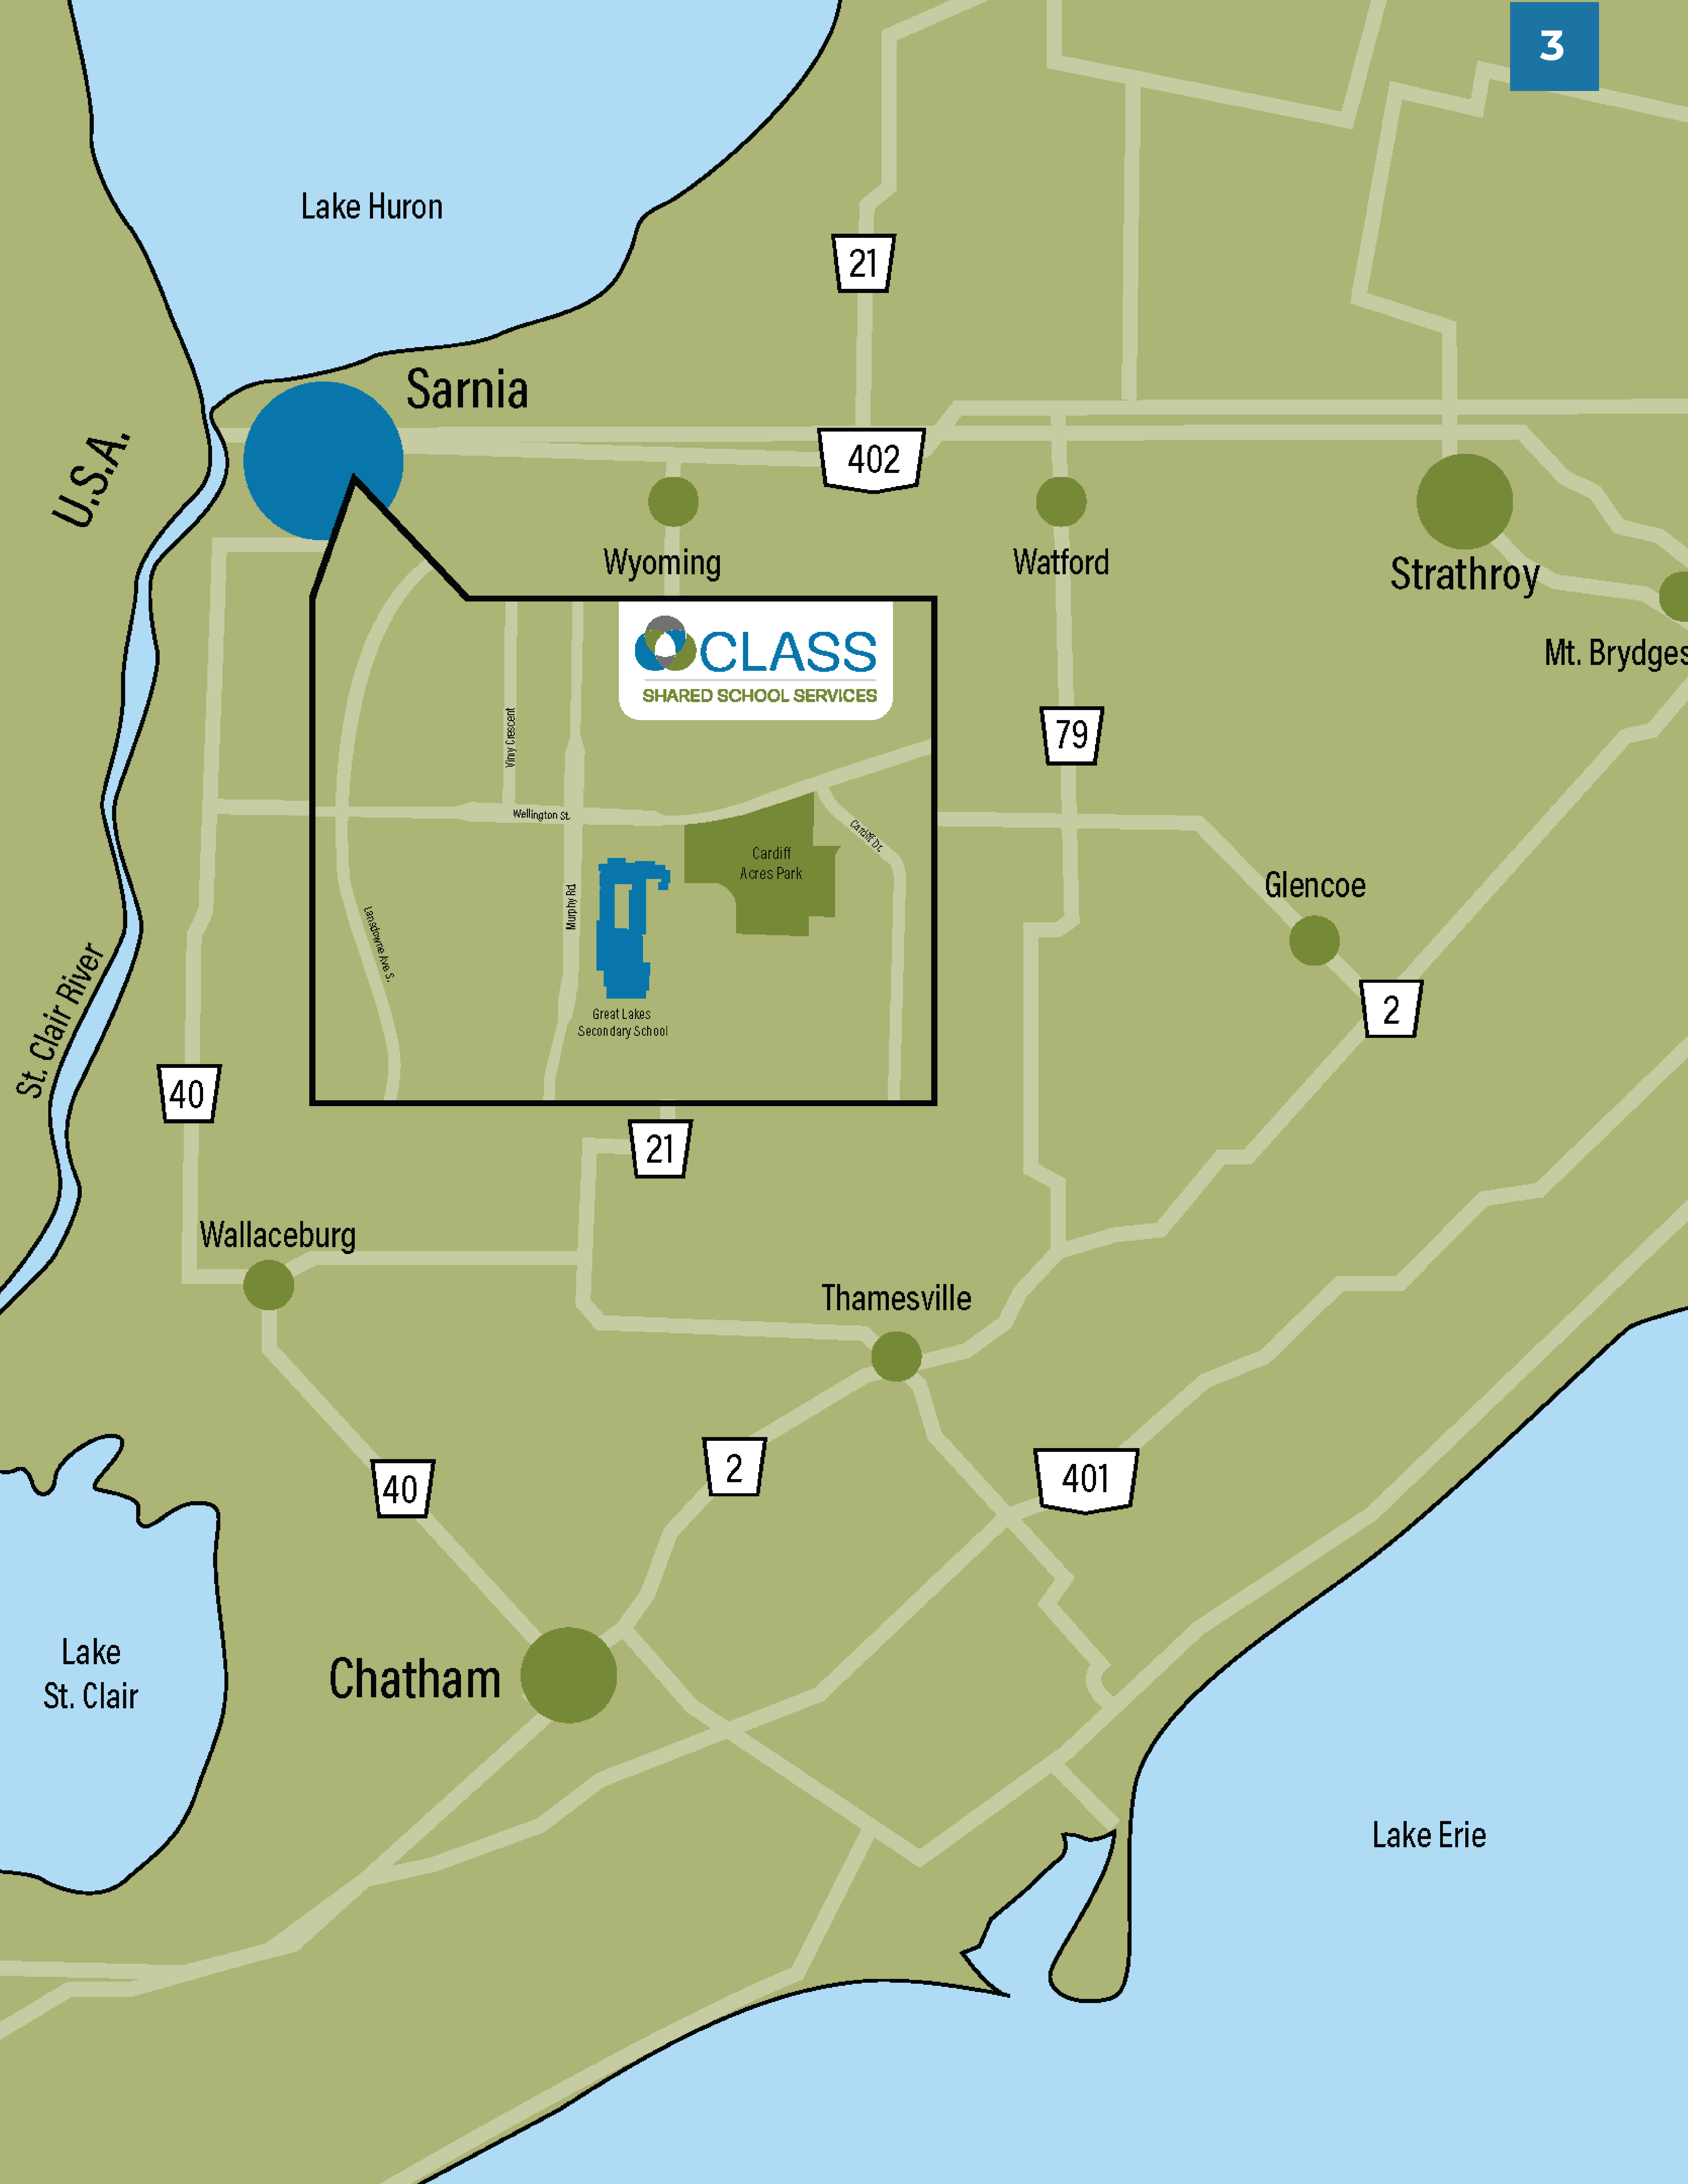 3
Lake Huron
21
Sarnia
U.S.A.
402
Wyoming
Watford
Strathroy
Mt. Brydges
CLASS
SHARED SCHOOL SERVICES
Vimy Crescent
79
Wellington St.
Cardiff Dr.
Cardiff
Acres Park
Murphy Rd.
Lansdowne Ave S.
Glencoe
2
Great Lakes
Secondary School
St. Clair River
40
21
Wallaceburg
Thamesville
2
401
40
Lake
St. Clair
Chatham
Lake Erie